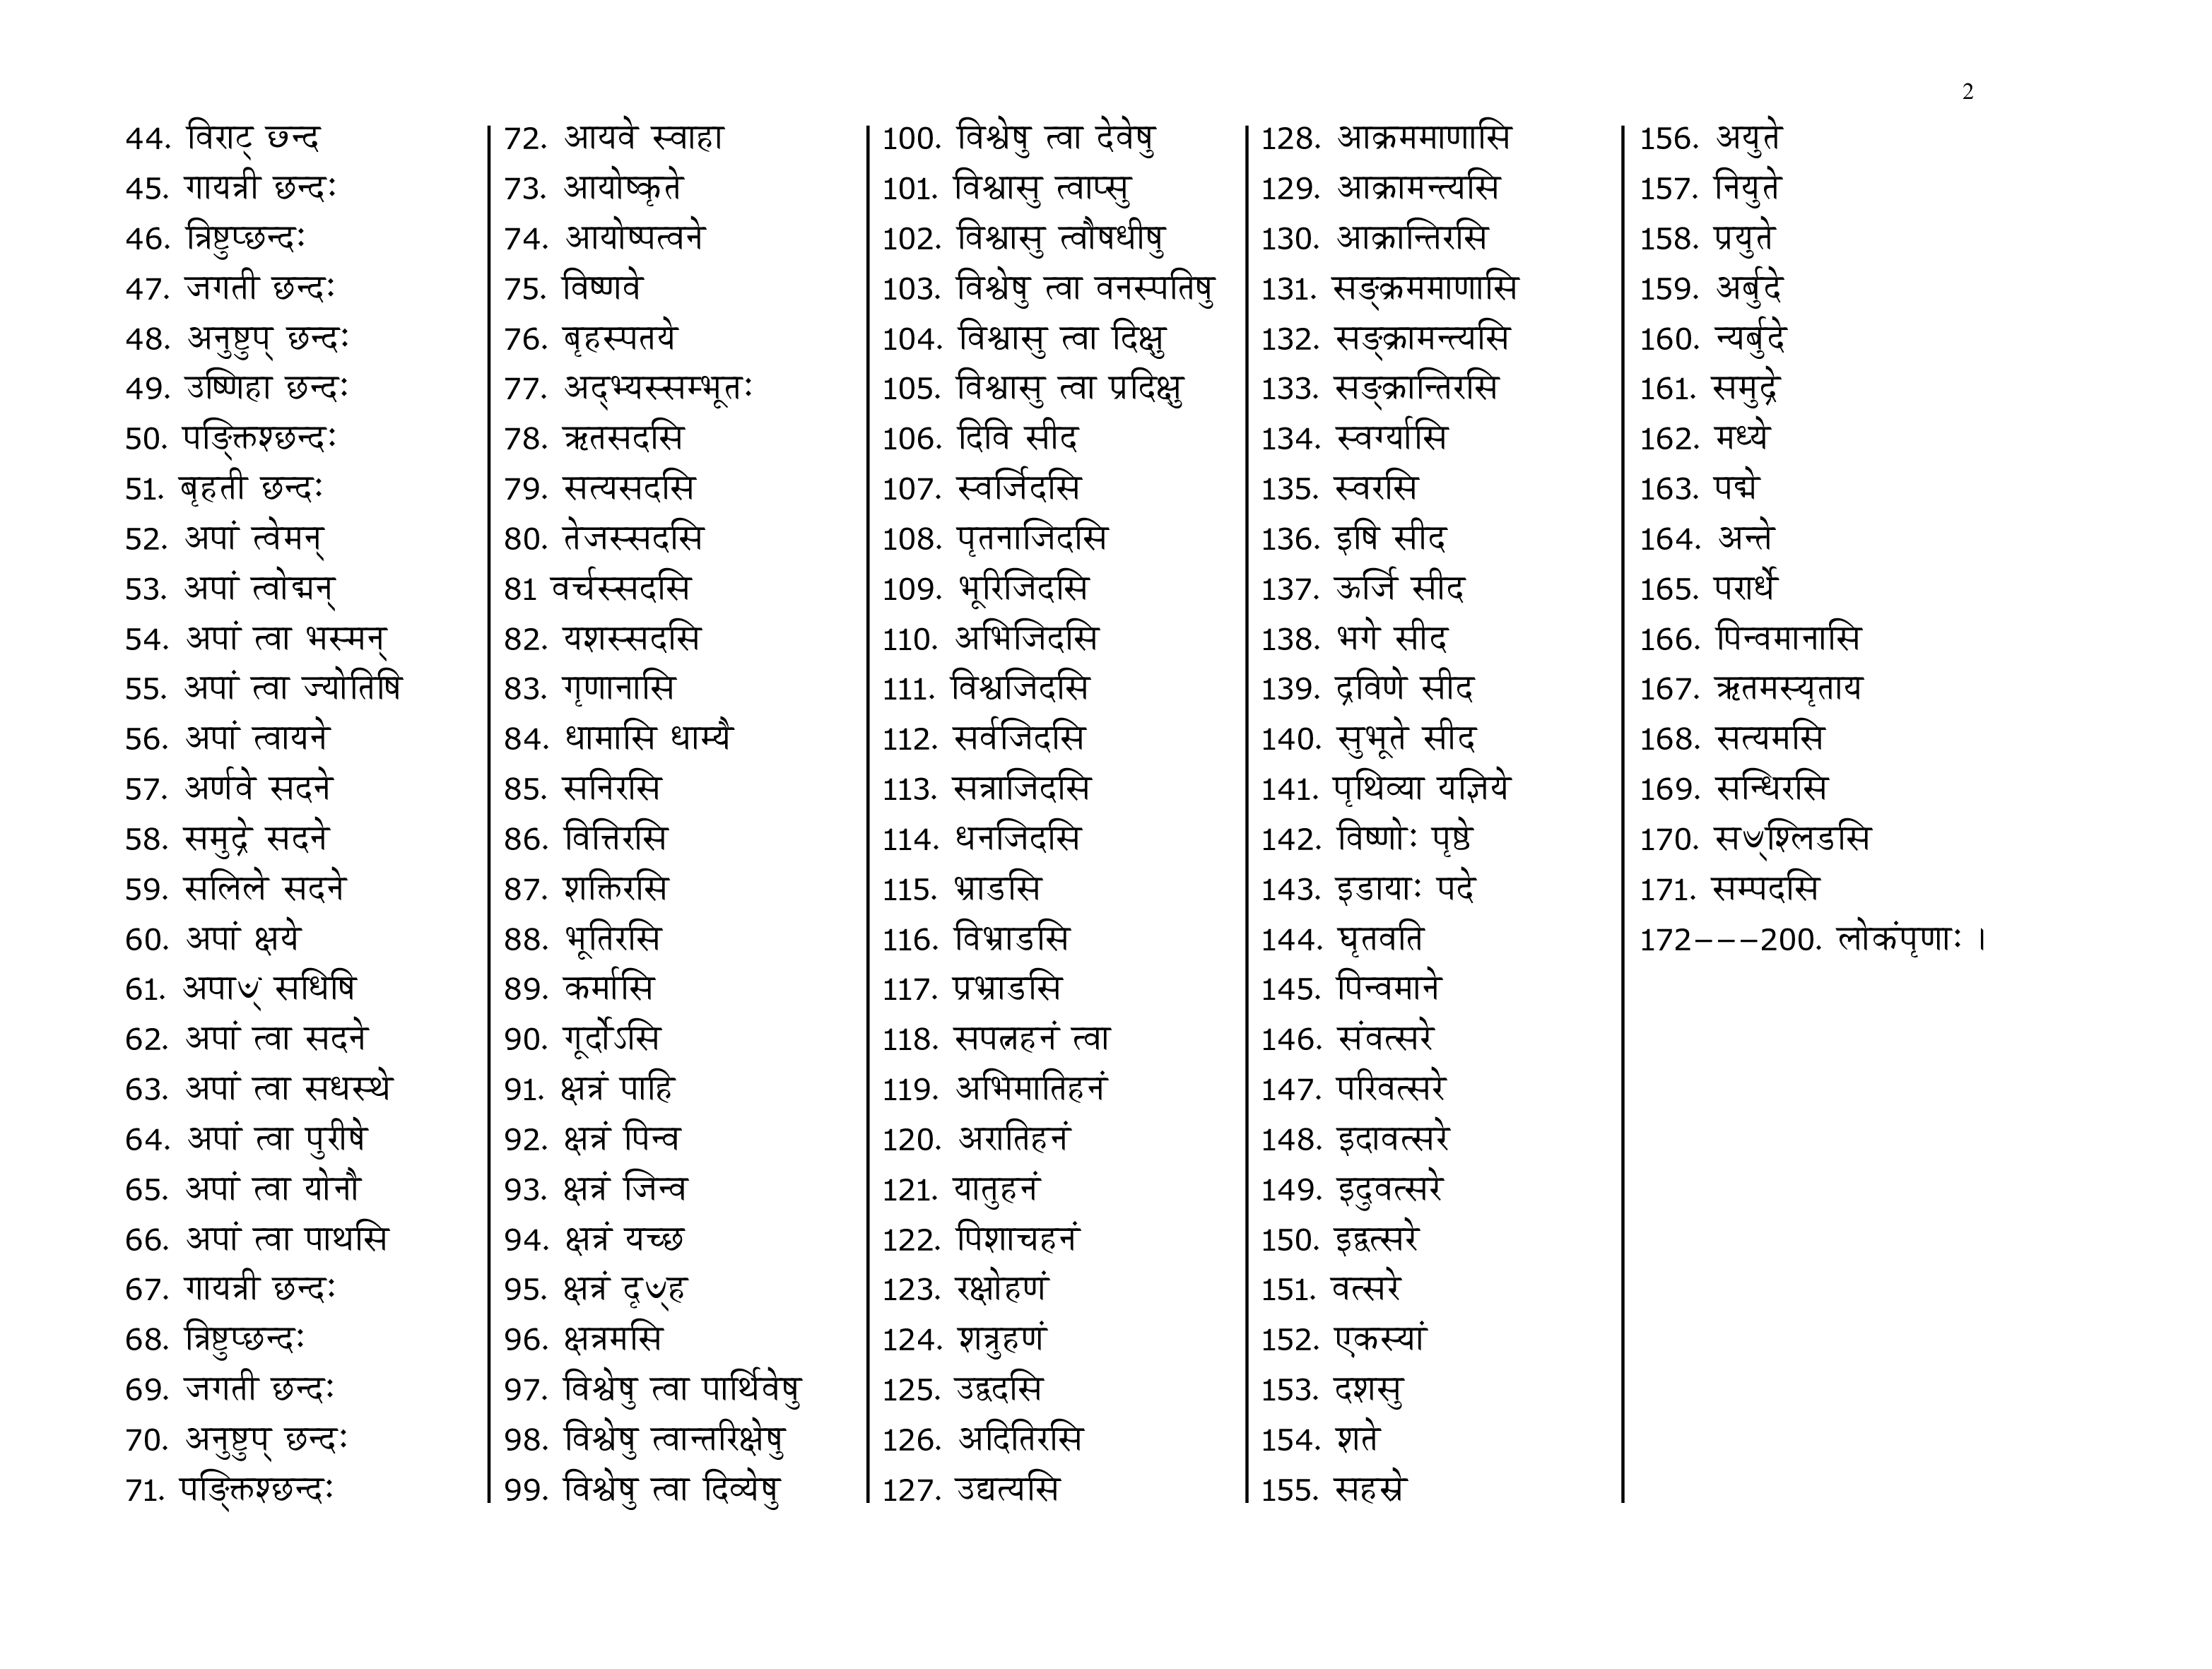 2
44. विराट् छन्द
45. गायत्री छन्दः
46. त्रिष्टुप्छन्दः
47. जगती छन्दः
48. अनुष्टुप् छन्दः
49. उष्णिहा छन्दः
50. पङ्क्तिश्छन्दः
51. बृहती छन्दः
52. अपां त्वेमन्
53. अपां त्वोद्मन्
54. अपां त्वा भस्मन्
55. अपां त्वा ज्योतिषि
56. अपां त्वायने
57. अर्णवे सदने
58. समुद्रे सदने
59. सलिले सदने
60. अपां क्षये
61. अपाꣳ सधिषि
62. अपां त्वा सदने
63. अपां त्वा सधस्थे
64. अपां त्वा पुरीषे
65. अपां त्वा योनौ
66. अपां त्वा पाथसि
67. गायत्री छन्दः
68. त्रिष्टुप्छन्दः
69. जगती छन्दः
70. अनुष्टुप् छन्दः
71. पङ्क्तिश्छन्दः
72. आयवे स्वाहा
73. आयोष्कृते
74. आयोष्पत्वने
75. विष्णवे
76. बृहस्पतये
77. अद्भ्यस्सम्भूतः
78. ऋतसदसि
79. सत्यसदसि
80. तेजस्सदसि
81 वर्चस्सदसि
82. यशस्सदसि
83. गृणानासि
84. धामासि धाम्यै
85. सनिरसि
86. वित्तिरसि
87. शक्तिरसि
88. भूतिरसि
89. कर्मासि
90. गूर्दोऽसि
91. क्षत्रं पाहि
92. क्षत्रं पिन्व
93. क्षत्रं जिन्व
94. क्षत्रं यच्छ
95. क्षत्रं दृꣳह
96. क्षत्रमसि
97. विश्वेषु त्वा पार्थिवेषु
98. विश्वेषु त्वान्तरिक्षेषु
99. विश्वेषु त्वा दिव्येषु
100. विश्वेषु त्वा देवेषु
101. विश्वासु त्वाप्सु
102. विश्वासु त्वौषधीषु
103. विश्वेषु त्वा वनस्पतिषु
104. विश्वासु त्वा दिक्षु
105. विश्वासु त्वा प्रदिक्षु
106. दिवि सीद
107. स्वर्जिदसि
108. पृतनाजिदसि
109. भूरिजिदसि
110. अभिजिदसि
111. विश्वजिदसि
112. सर्वजिदसि
113. सत्राजिदसि
114. धनजिदसि
115. भ्राडसि
116. विभ्राडसि
117. प्रभ्राडसि
118. सपत्नहनं त्वा
119. अभिमातिहनं
120. अरातिहनं
121. यातुहनं
122. पिशाचहनं
123. रक्षोहणं
124. शत्रुहणं
125. उद्वदसि
126. अदितिरसि
127. उद्यत्यसि
128. आक्रममाणासि
129. आक्रामन्त्यसि
130. आक्रान्तिरसि
131. सङ्क्रममाणासि
132. सङ्क्रामन्त्यसि
133. सङ्क्रान्तिरसि
134. स्वर्ग्यासि
135. स्वरसि
136. इषि सीद
137. ऊर्जि सीद
138. भगे सीद
139. द्रविणे सीद
140. सुभूते सीद
141. पृथिव्या यज्ञिये
142. विष्णोः पृष्ठे
143. इडायाः पदे
144. घृतवति
145. पिन्वमाने
146. संवत्सरे
147. परिवत्सरे
148. इदावत्सरे
149. इदुवत्सरे
150. इद्वत्सरे
151. वत्सरे
152. एकस्यां
153. दशसु
154. शते
155. सहस्रे
156. अयुते
157. नियुते
158. प्रयुते
159. अर्बुदे
160. न्यर्बुदे
161. समुद्रे
162. मध्ये
163. पद्मे
164. अन्ते
165. परार्धे
166. पिन्वमानासि
167. ऋतमस्यृताय
168. सत्यमसि
169. सन्धिरसि
170. सꣳश्लिडसि
171. सम्पदसि
172---200. लोकंपृणाः ।